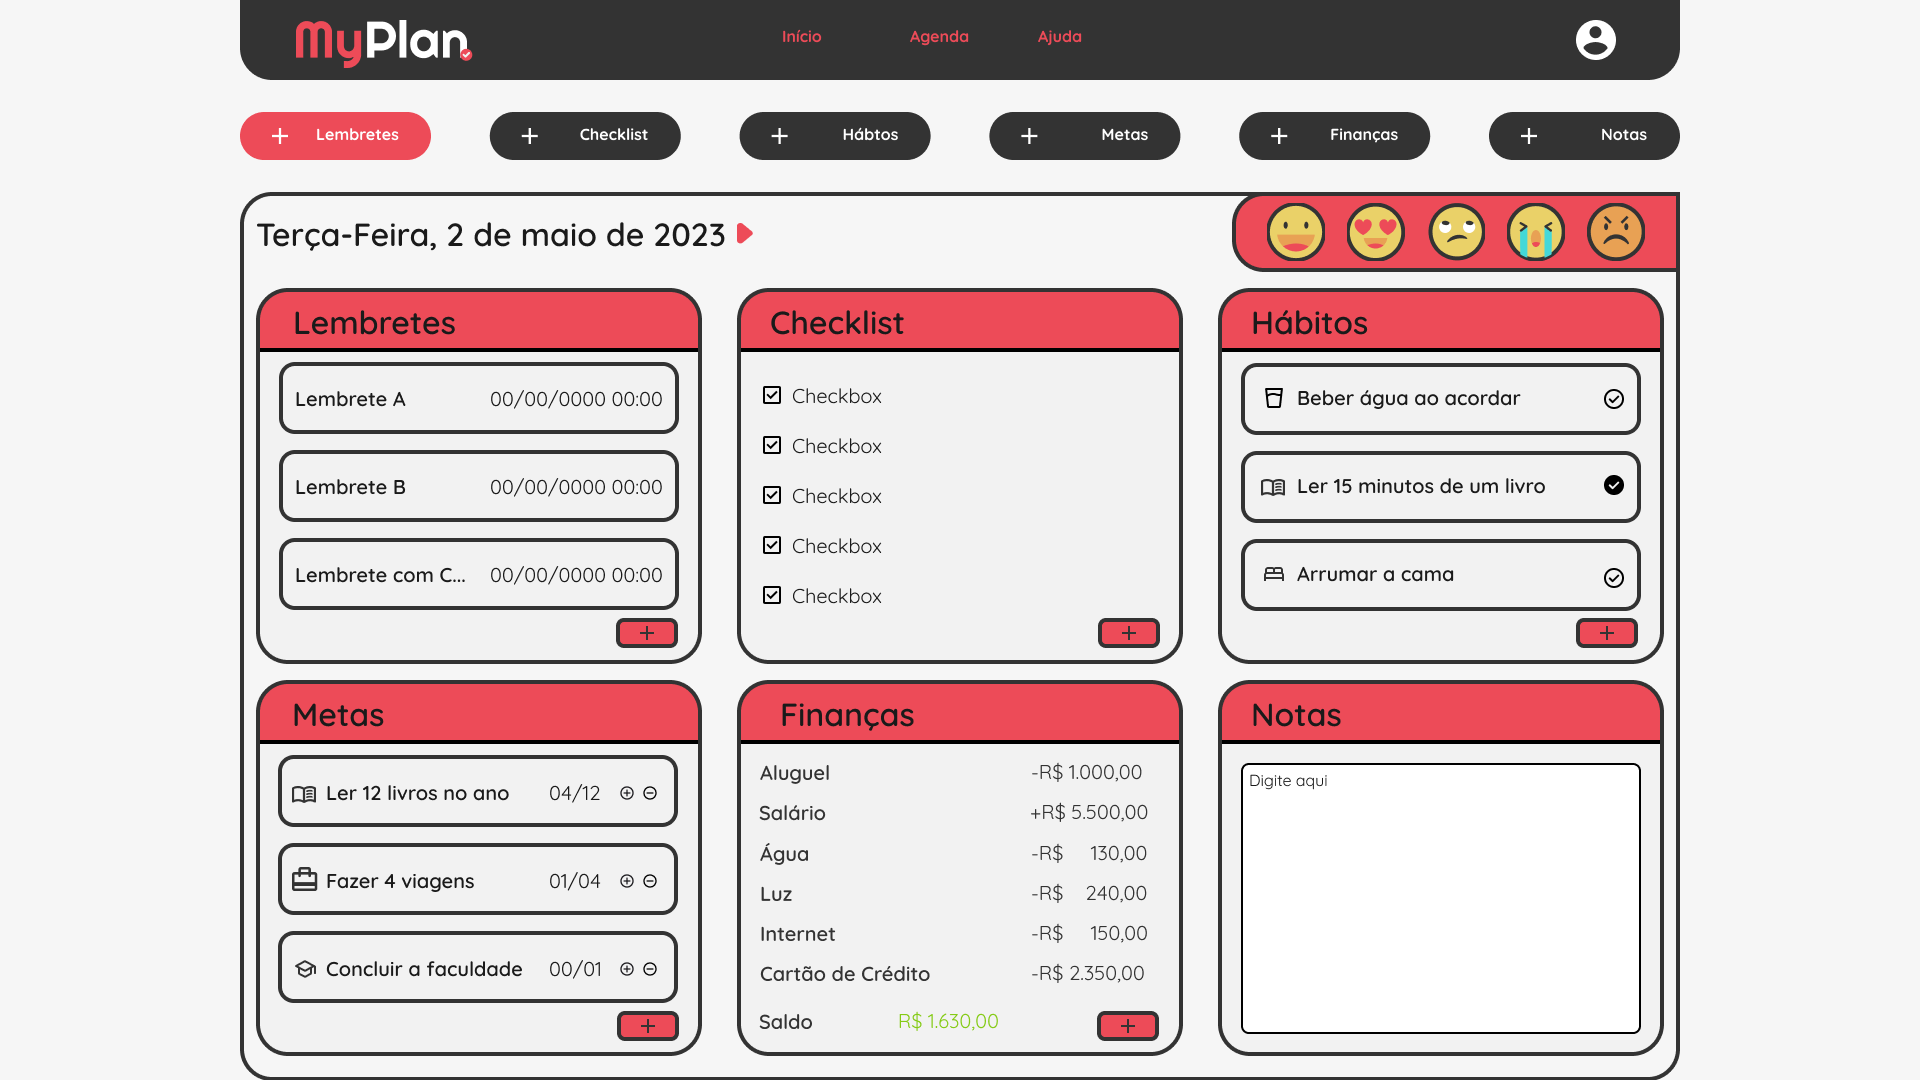 MyPlan
Início Agenda Ajuda
Lembretes Checklist Hábtos Metas Finanças Notas
Terça-Feira, 2 de maio de 2023
Lembretes
Lembrete A 00/00/0000 00:00
Lembrete B 00/00/0000 00:00
Lembrete com C... 00/00/0000 00:00
Checklist
Checkbox
Checkbox
Checkbox
Checkbox
Checkbox
Hábitos
Beber água ao acordar
Ler 15 minutos de um livro
Arrumar a cama
Metas
Ler 12 livros no ano 04/12
Fazer 4 viagens 01/04
Concluir a faculdade 00/01
Finanças
Aluguel -R$ 1.000,00
Salário +R$ 5.500,00
Água -R$ 130,00
Luz -R$ 240,00
Internet -R$ 150,00
Cartão de Crédito -R$ 2.350,00
Saldo R$ 1.630,00
Notas
Digite aqui